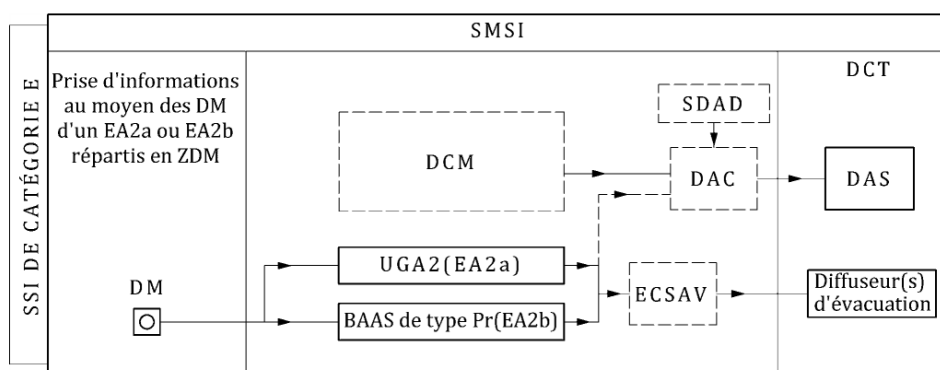 SSI DE CATÉGORIE E
SMSI
Prise d'informations
au moyen des DM
d'un EA2a ou EA2b
répartis en ZDM
DCT
SDAD
DCM
DAC
DAS
UGA2(EA2a)
DM
ECSAV
Diffuseur(s)
d'évacuation
BAAS de type Pr(EA2b)